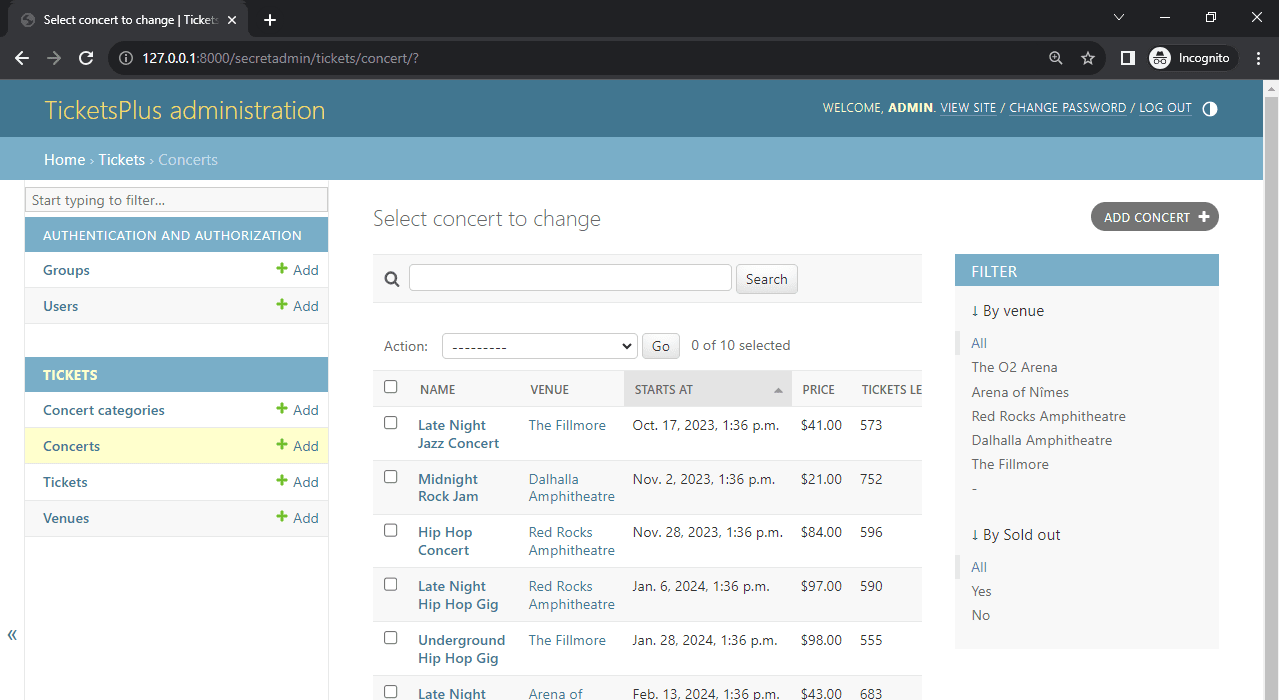 Select concert to change | Tickets
127.0.0.1:8000/secretadmin/tickets/concert/?
Incognito
TicketsPlus administration
WELCOME, ADMIN. VIEW SITE / CHANGE PASSWORD / LOG OUT
Home › Tickets › Concerts
Start typing to filter...
AUTHENTICATION AND AUTHORIZATION
Groups + Add
Users + Add
TICKETS
Concert categories + Add
Concerts + Add
Tickets + Add
Venues + Add
«
Select concert to change
ADD CONCERT +
Search
Action: --------- Go 0 of 10 selected
NAME VENUE STARTS AT PRICE TICKETS LE
Late Night Jazz Concert The Fillmore Oct. 17, 2023, 1:36 p.m. $41.00 573
Midnight Rock Jam Dalhalla Amphitheatre Nov. 2, 2023, 1:36 p.m. $21.00 752
Hip Hop Concert Red Rocks Amphitheatre Nov. 28, 2023, 1:36 p.m. $84.00 596
Late Night Hip Hop Gig Red Rocks Amphitheatre Jan. 6, 2024, 1:36 p.m. $97.00 590
Underground Hip Hop Gig The Fillmore Jan. 28, 2024, 1:36 p.m. $98.00 555
Late Night Arena of Feb. 13, 2024, 1:36 p.m. $43.00 683
FILTER
↓ By venue
All
The O2 Arena
Arena of Nîmes
Red Rocks Amphitheatre
Dalhalla Amphitheatre
The Fillmore
-
↓ By Sold out
All
Yes
No